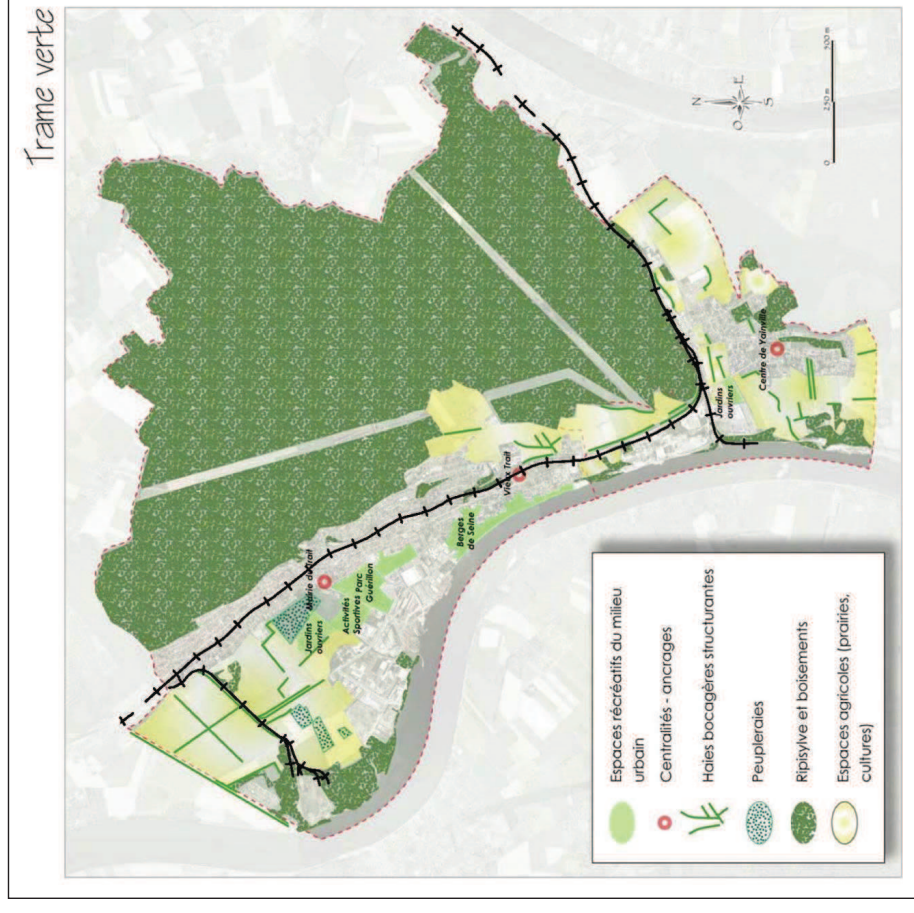 Trame verte
N
E
S
O
0
250 m
500 m
Mairie du Trait
Jardins
ouvriers
Activités
Sportives
Parc
Guérillon
Berges
de Seine
Vieux Trait
Jardins
ouvriers
Centre de Yainville
Espaces récréatifs du milieu
urbain
Centralités - ancrages
Haies bocagères structurantes
Peupleraies
Ripisylve et boisements
Espaces agricoles (prairies,
cultures)